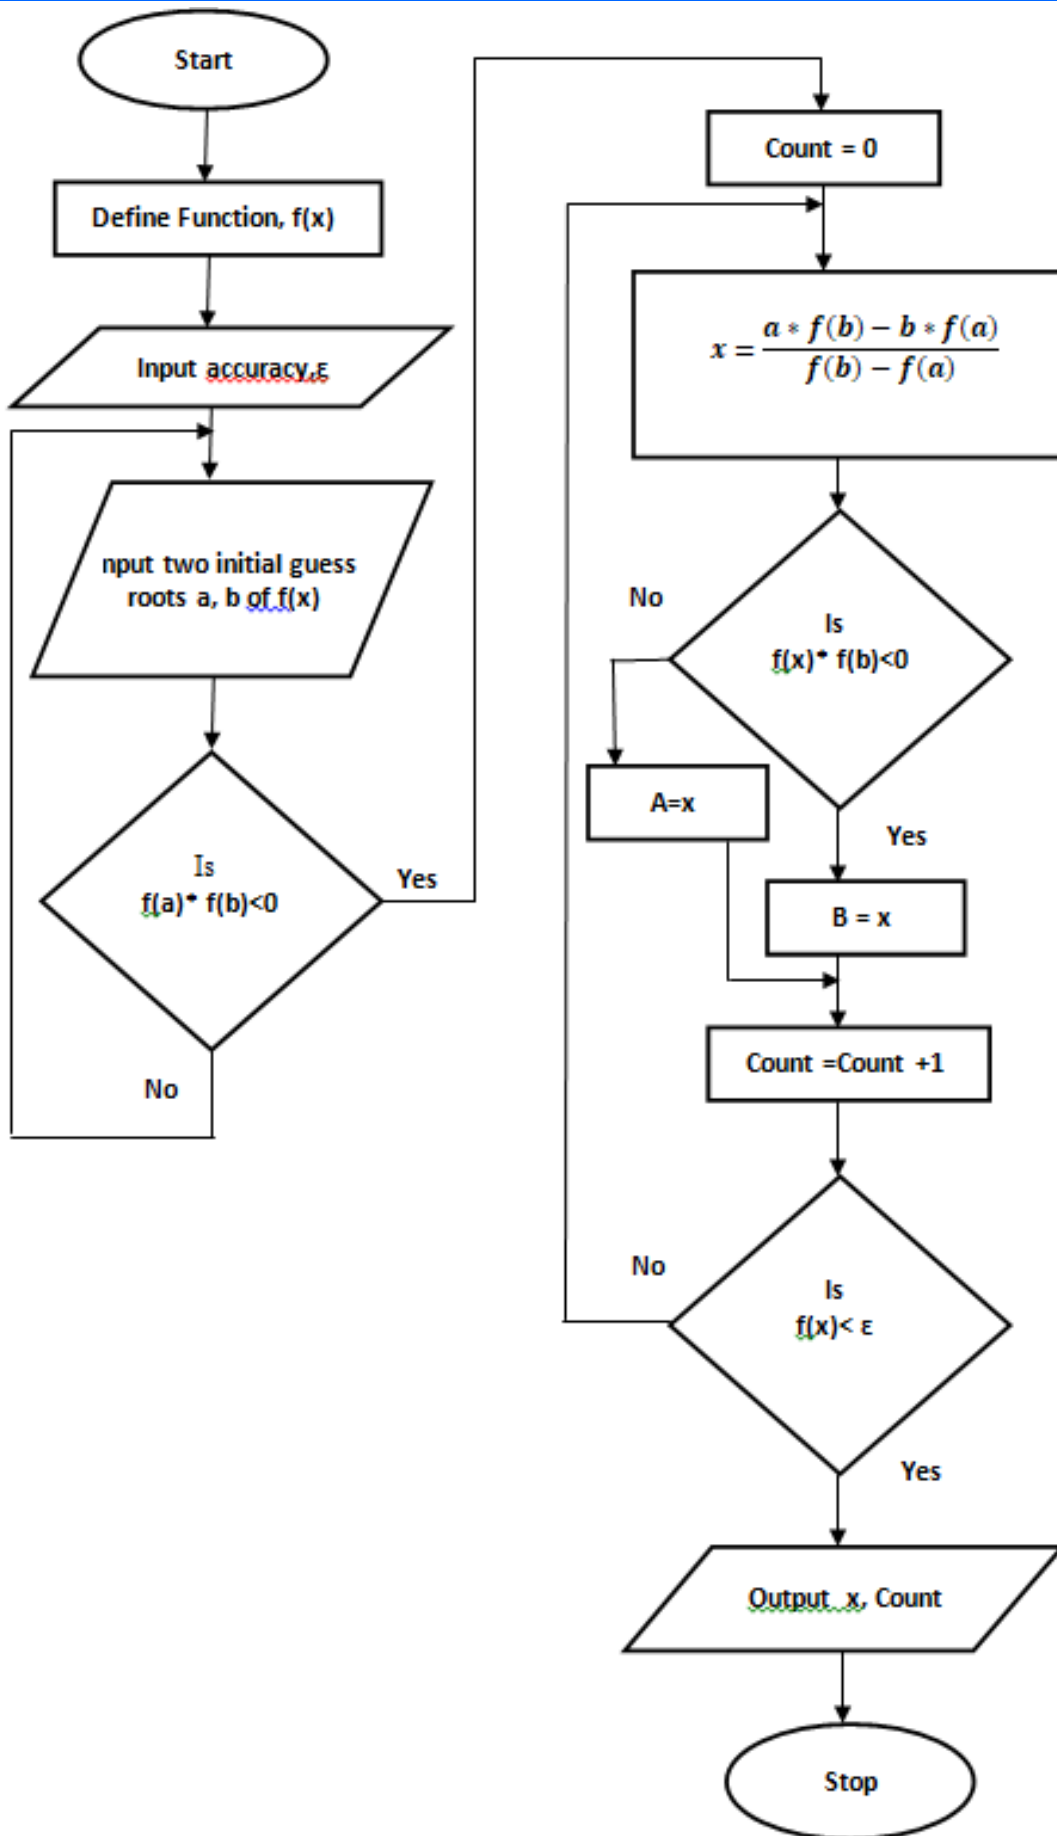 Start
Define Function, f(x)
Input accuracy,ε
nput two initial guess
roots a, b of f(x)
Is
f(a)* f(b)<0
Yes
No
Count = 0
x = \frac{a * f(b) − b * f(a)}{f(b) − f(a)}
Is
f(x)* f(b)<0
No
A=x
Yes
B = x
Count =Count +1
Is
f(x)< ε
No
Yes
Output x, Count
Stop